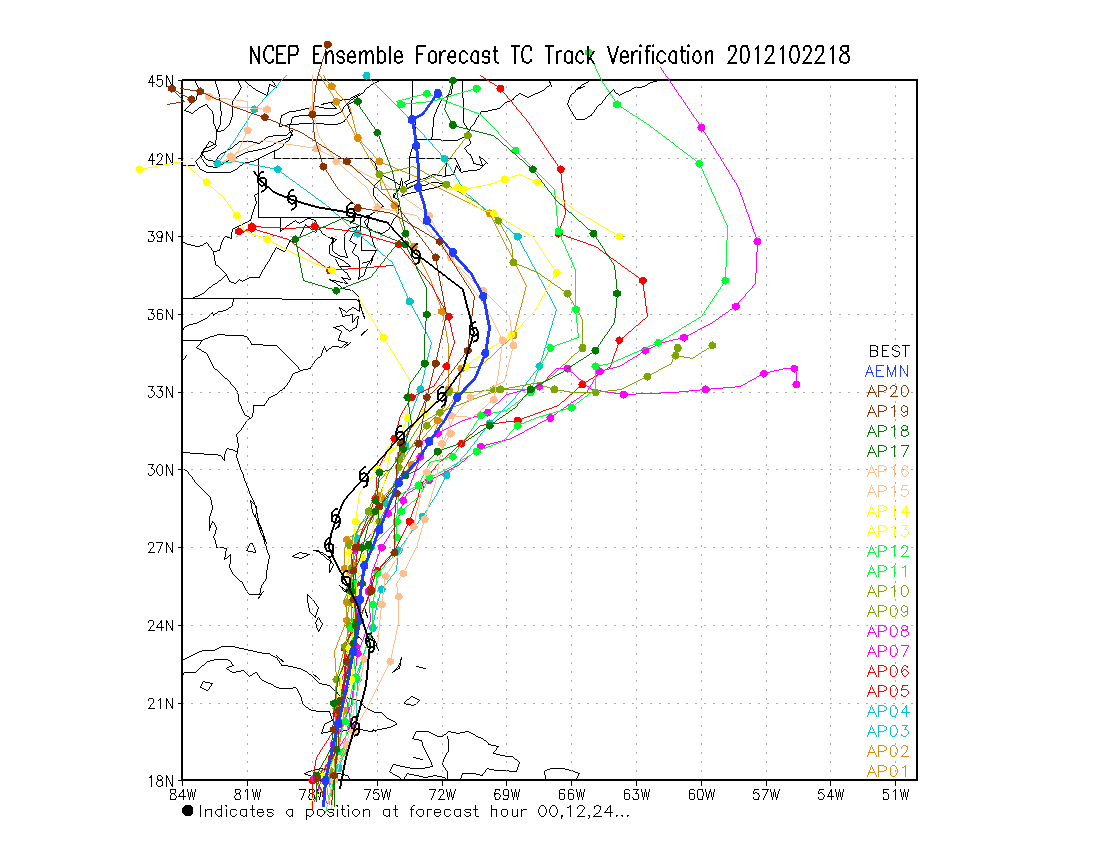 NCEP Ensemble Forecast TC Track Verification 2012102218
45N
42N
39N
36N
33N
30N
27N
24N
21N
18N
BEST
AEMN
AP20
AP19
AP18
AP17
AP16
AP15
AP14
AP13
AP12
AP11
AP10
AP09
AP08
AP07
AP06
AP05
AP04
AP03
AP02
AP01
84W 81W 78W 75W 72W 69W 66W 63W 60W 57W 54W 51W
Indicates a position at forecast hour 00,12,24...